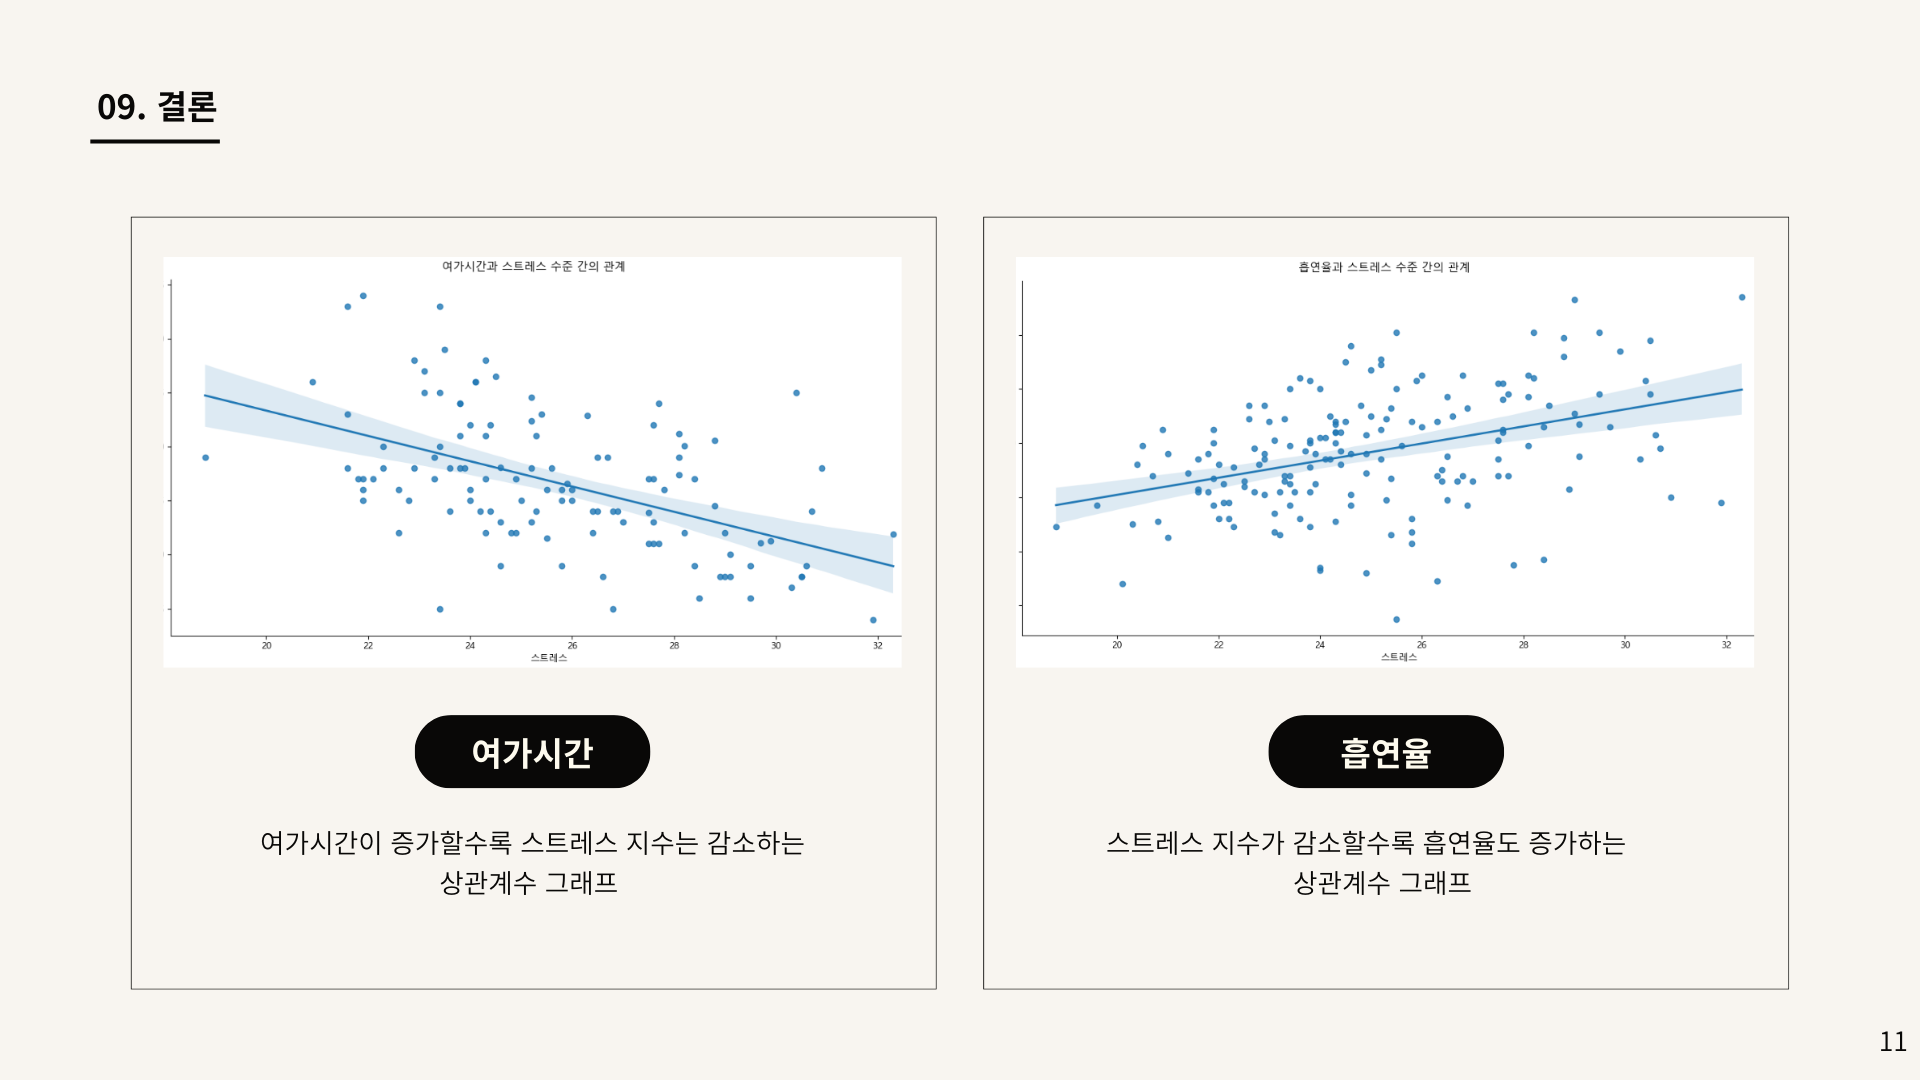 09. 결론
여가시간과 스트레스 수준 간의 관계
20 22 24 26 28 30 32
스트레스
여가시간
여가시간이 증가할수록 스트레스 지수는 감소하는
상관계수 그래프
흡연율과 스트레스 수준 간의 관계
20 22 24 26 28 30 32
스트레스
흡연율
스트레스 지수가 감소할수록 흡연율도 증가하는
상관계수 그래프
11